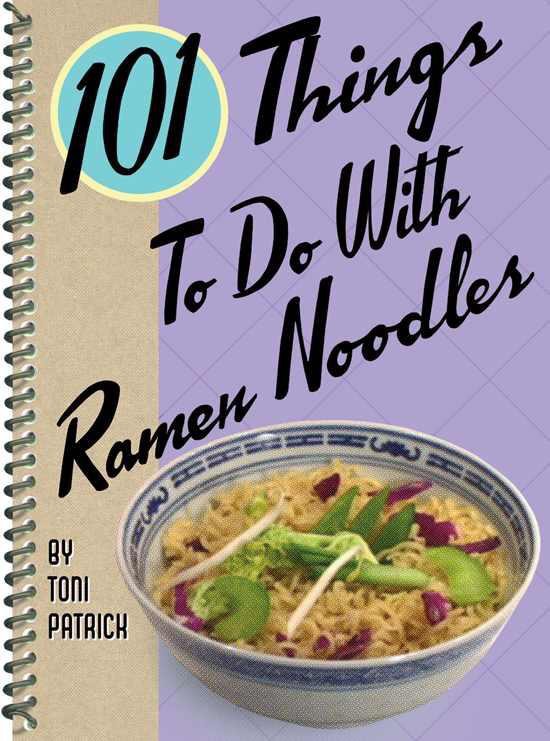 101 Things
To Do With
Ramen Noodles
BY
TONI
PATRICK